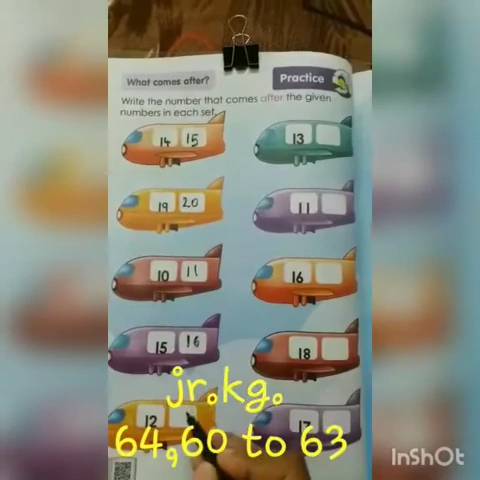 What comes after?
Practice
Write the number that comes after the given
numbers in each set.
14 15
13
19 20
11
10 11
16
15 16
18
12
17
jr.kg.
64,60 to 63
InShOt